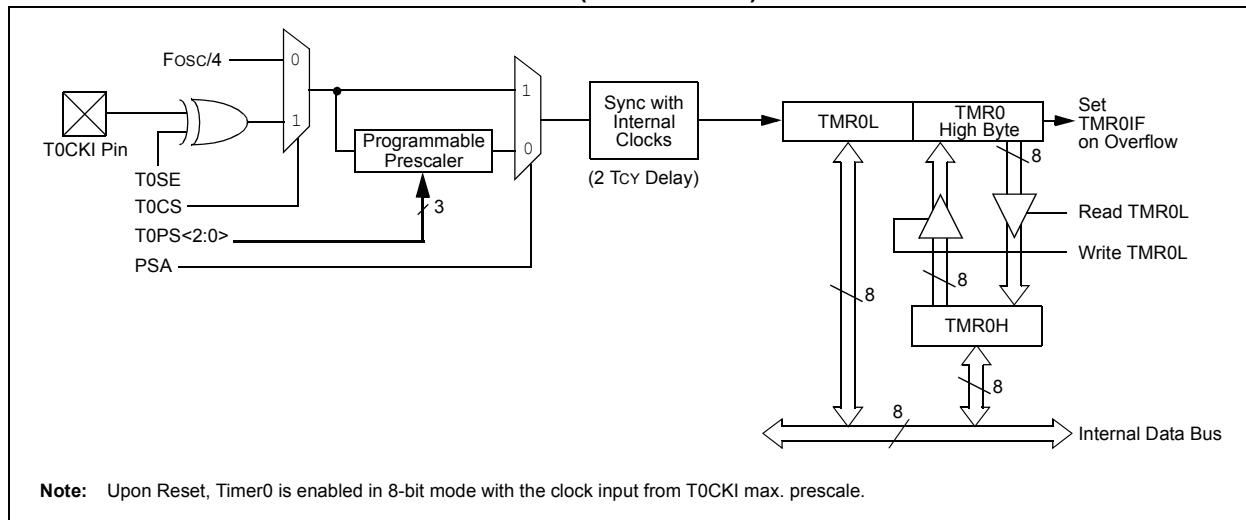 FOSC/4
0
1
T0CKI Pin
T0SE
T0CS
T0PS<2:0>
PSA
Programmable
Prescaler
3
1
0
Sync with
Internal
Clocks
(2 TCY Delay)
TMR0L
TMR0
High Byte
Set
TMR0IF
on Overflow
8
Read TMR0L
Write TMR0L
8
8
TMR0H
8
8
Internal Data Bus
Note: Upon Reset, Timer0 is enabled in 8-bit mode with the clock input from T0CKI max. prescale.